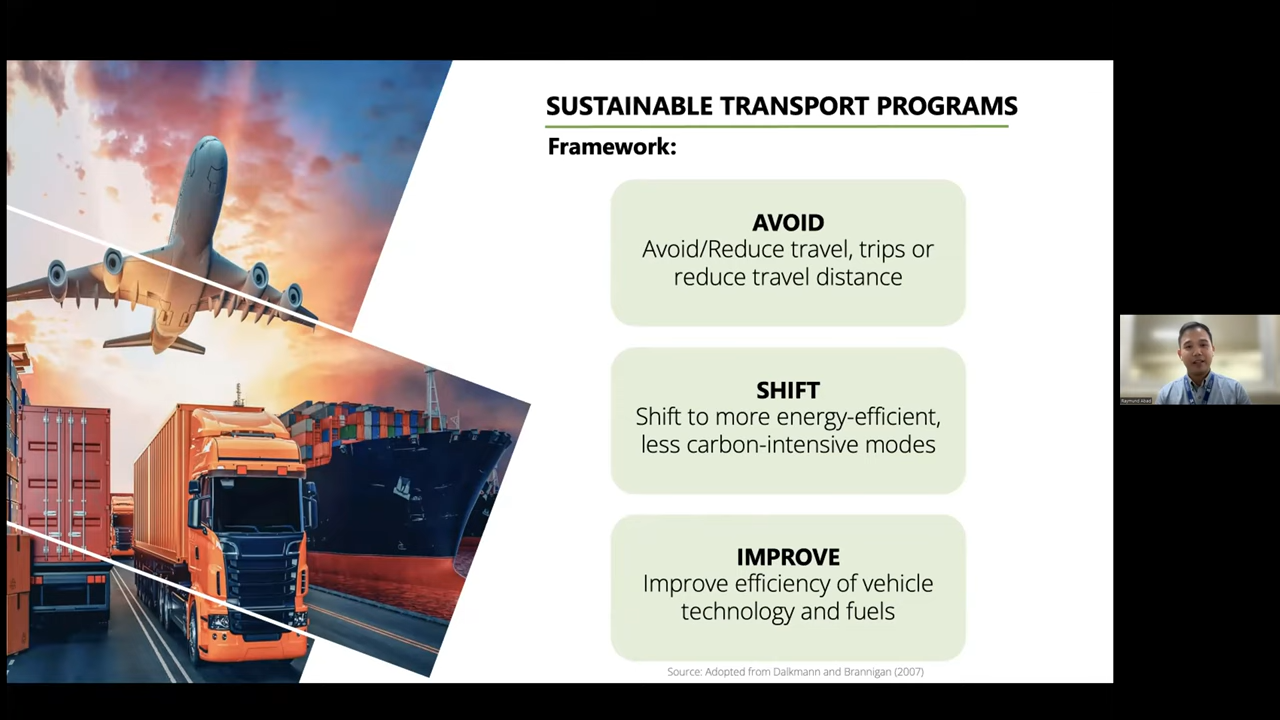 SUSTAINABLE TRANSPORT PROGRAMS
Framework:
AVOID
Avoid/Reduce travel, trips or
reduce travel distance
SHIFT
Shift to more energy-efficient,
less carbon-intensive modes
IMPROVE
Improve efficiency of vehicle
technology and fuels
Source: Adopted from Dalkmann and Brannigan (2007)
Raymund Abad